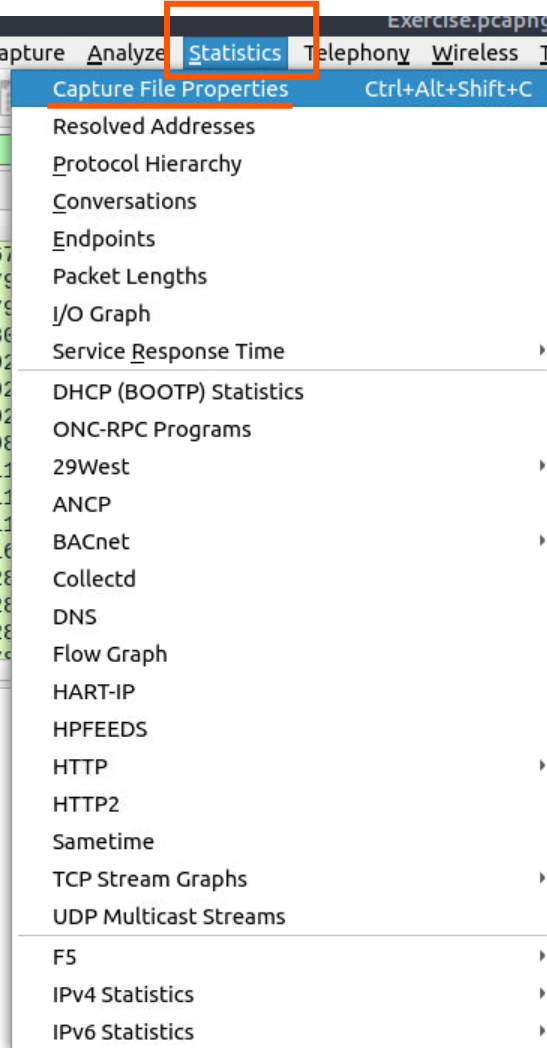 Exercise.pcapng
apture Analyze Statistics Telephony Wireless
Capture File Properties Ctrl+Alt+Shift+C
Resolved Addresses
Protocol Hierarchy
Conversations
Endpoints
Packet Lengths
I/O Graph
Service Response Time
DHCP (BOOTP) Statistics
ONC-RPC Programs
29West
ANCP
BACnet
Collectd
DNS
Flow Graph
HART-IP
HPFEEDS
HTTP
HTTP2
Sametime
TCP Stream Graphs
UDP Multicast Streams
F5
IPv4 Statistics
IPv6 Statistics